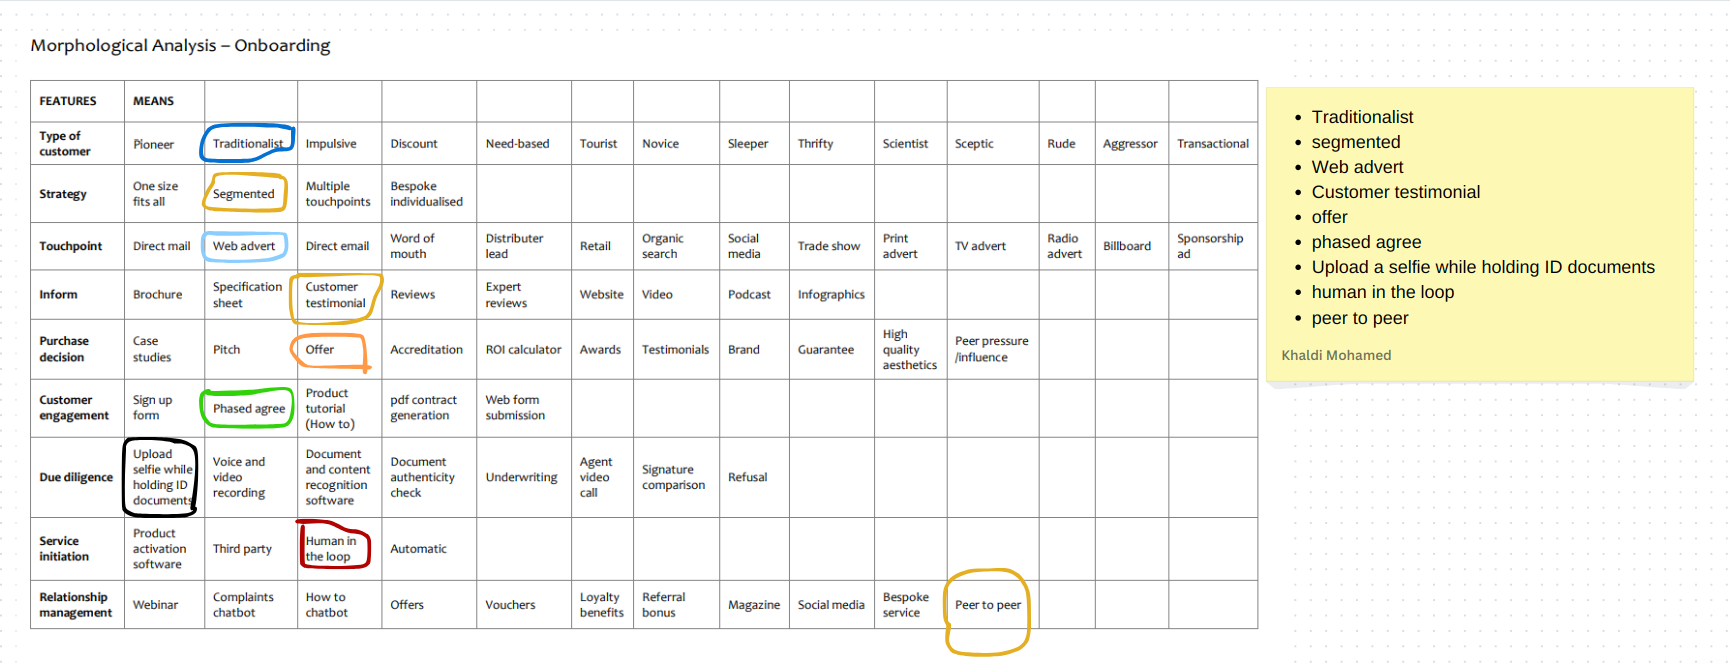 Morphological Analysis – Onboarding
FEATURES MEANS
Type of customer Pioneer Traditionalist Impulsive Discount Need-based Tourist Novice Sleeper Thrifty Scientist Sceptic Rude Aggressor Transactional
Strategy One size fits all Segmented Multiple touchpoints Bespoke individualised
Touchpoint Direct mail Web advert Direct email Word of mouth Distributer lead Retail Organic search Social media Trade show Print advert TV advert Radio advert Billboard Sponsorship ad
Inform Brochure Specification sheet Customer testimonial Reviews Expert reviews Website Video Podcast Infographics
Purchase decision Case studies Pitch Offer Accreditation ROI calculator Awards Testimonials Brand Guarantee High quality aesthetics Peer pressure /influence
Customer engagement Sign up form Phased agree Product tutorial (How to) pdf contract generation Web form submission
Due diligence Upload selfie while holding ID documents Voice and video recording Document and content recognition software Document authenticity check Underwriting Agent video call Signature comparison Refusal
Service initiation Product activation software Third party Human in the loop Automatic
Relationship management Webinar Complaints chatbot How to chatbot Offers Vouchers Loyalty benefits Referral bonus Magazine Social media Bespoke service Peer to peer
• Traditionalist
• segmented
• Web advert
• Customer testimonial
• offer
• phased agree
• Upload a selfie while holding ID documents
• human in the loop
• peer to peer
Khaldi Mohamed